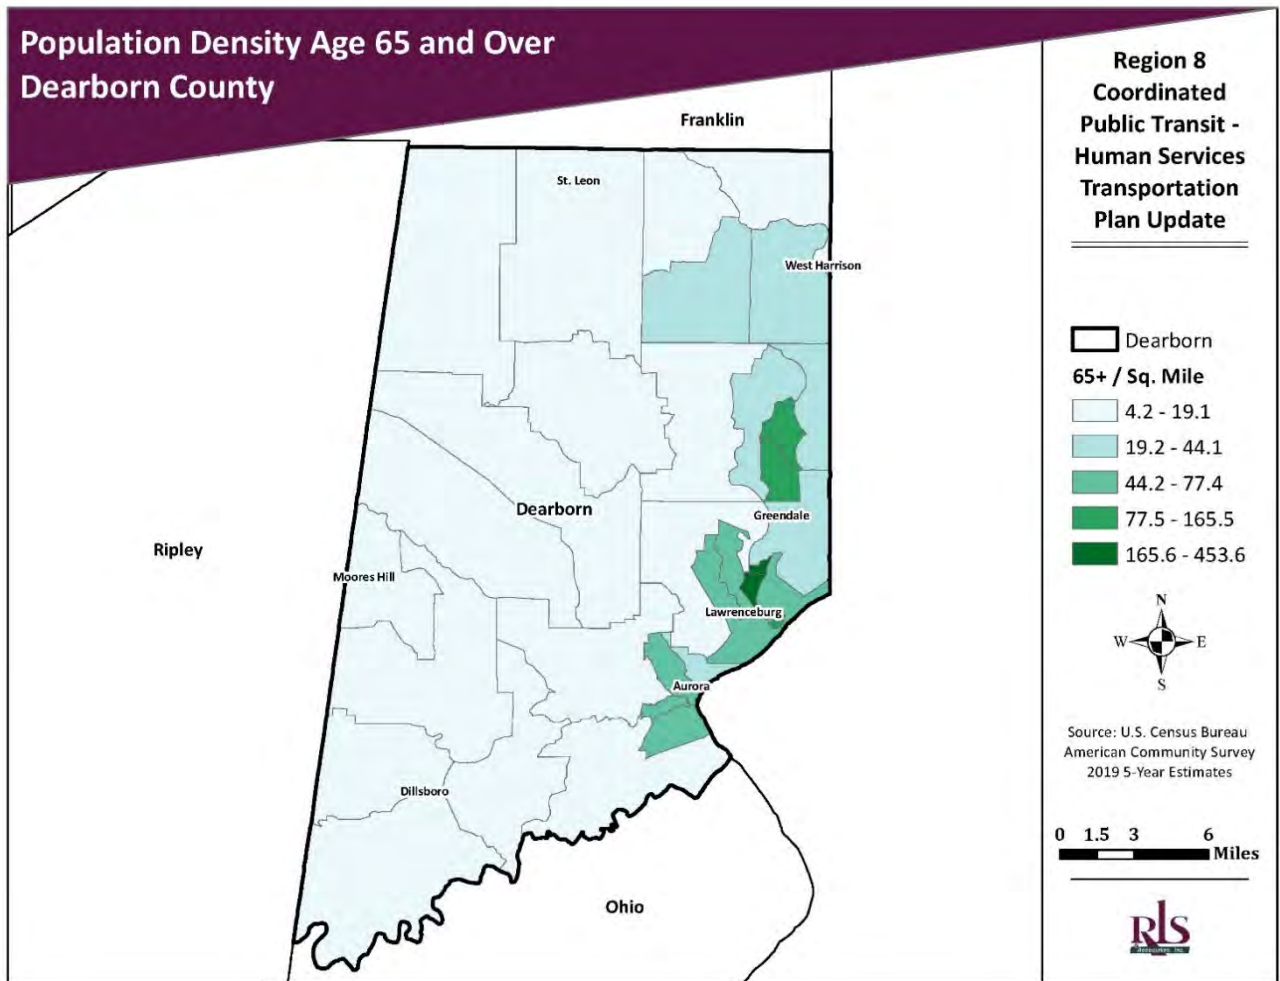 Population Density Age 65 and Over
Dearborn County
Region 8
Coordinated
Public Transit -
Human Services
Transportation
Plan Update
Franklin
St. Leon
West Harrison
Dearborn
65+ / Sq. Mile
4.2 - 19.1
19.2 - 44.1
44.2 - 77.4
77.5 - 165.5
165.6 - 453.6
Dearborn
Greendale
Ripley
Moores Hill
Lawrenceburg
Aurora
Dillsboro
Ohio
N
W E
S
Source: U.S. Census Bureau
American Community Survey
2019 5-Year Estimates
0 1.5 3 6
Miles
RLS
& Associates, Inc.